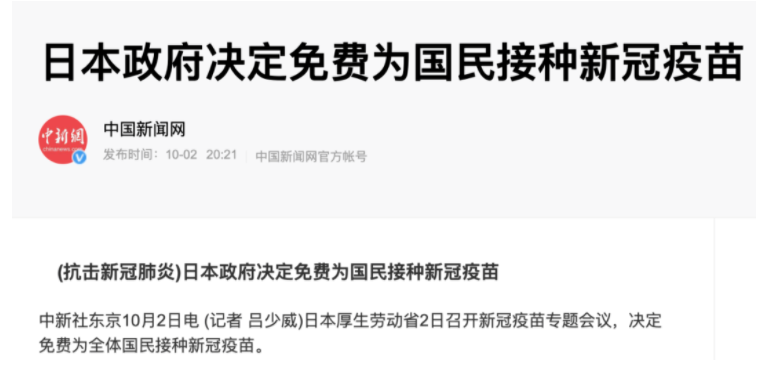 日本政府决定免费为国民接种新冠疫苗
中新網
chinanews.com
中国新闻网
发布时间：10-02 20:21 中国新闻网官方帐号
(抗击新冠肺炎)日本政府决定免费为国民接种新冠疫苗
中新社东京10月2日电 (记者 吕少威)日本厚生劳动省2日召开新冠疫苗专题会议，决定
免费为全体国民接种新冠疫苗。